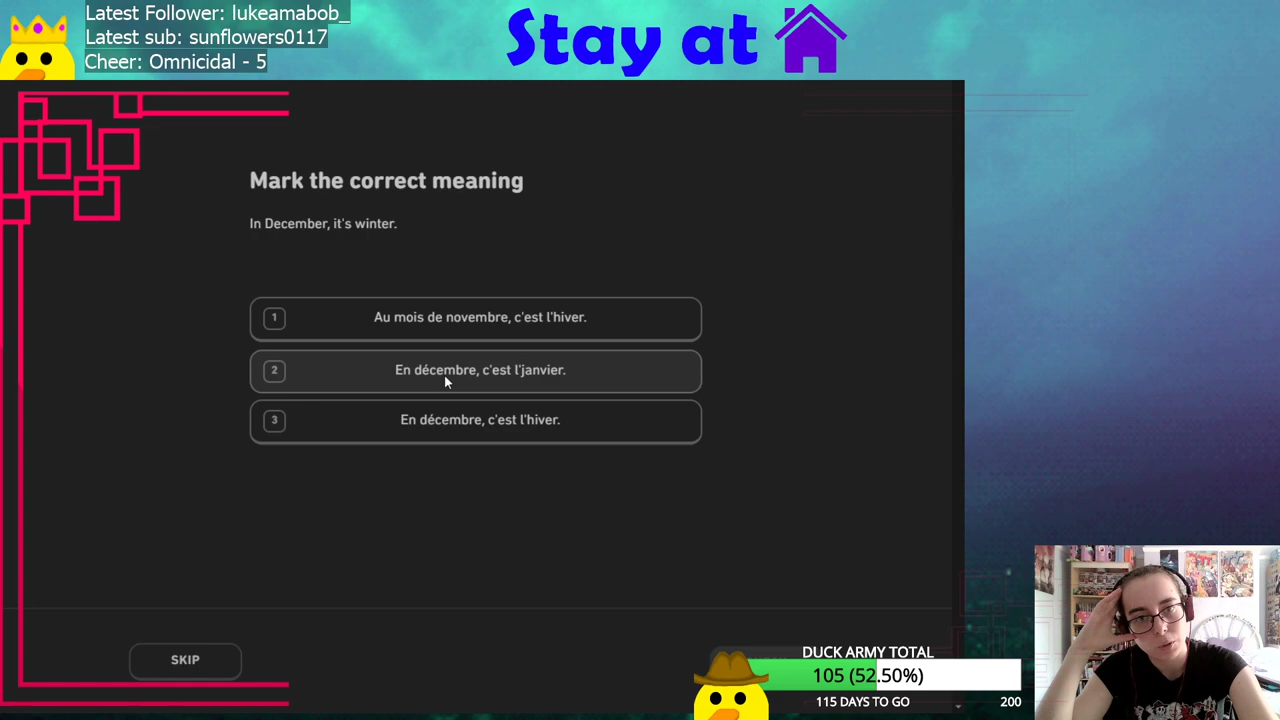 Latest Follower: lukeamabob_
Latest sub: sunflowers0117
Cheer: Omnicidal - 5
Stay at
Mark the correct meaning
In December, it's winter.
1 Au mois de novembre, c'est l'hiver.
2 En décembre, c'est l'janvier.
3 En décembre, c'est l'hiver.
SKIP
DUCK ARMY TOTAL
105 (52.50%)
115 DAYS TO GO
200